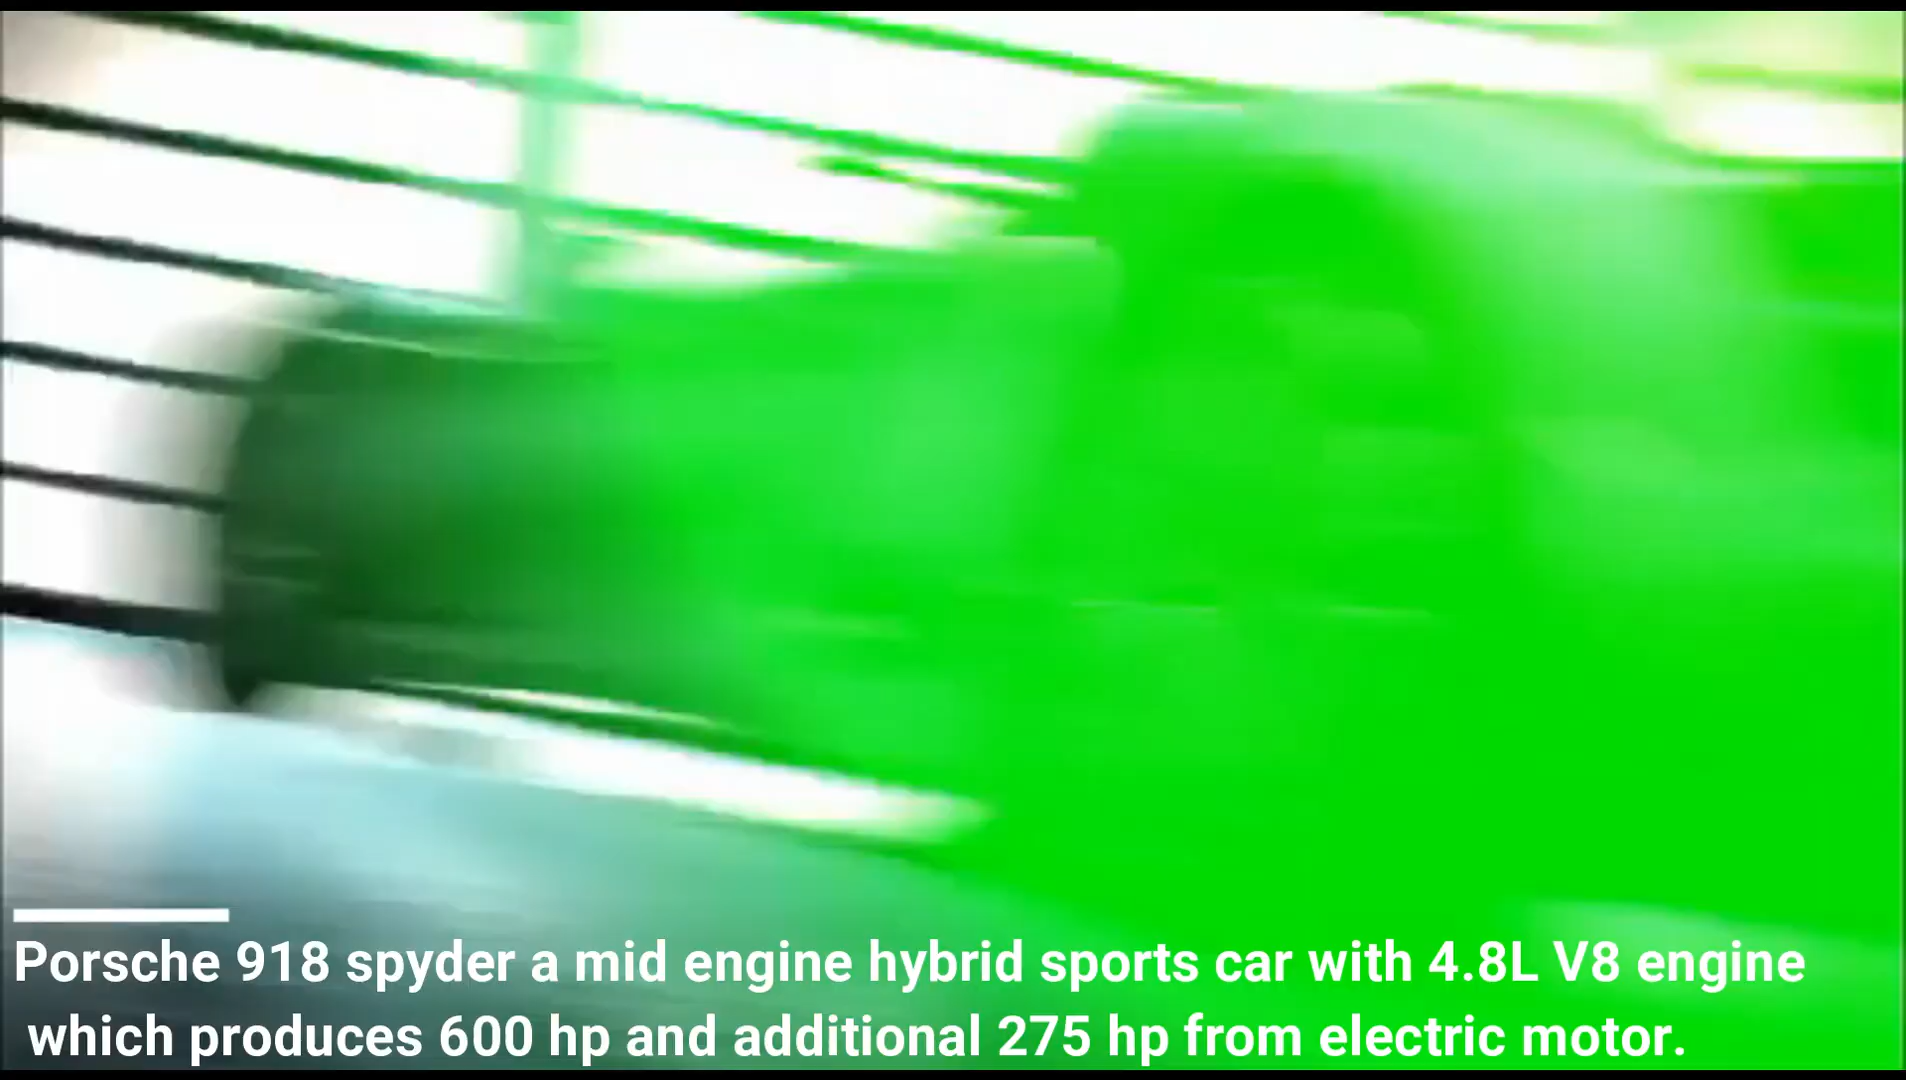 Porsche 918 spyder a mid engine hybrid sports car with 4.8L V8 engine
which produces 600 hp and additional 275 hp from electric motor.